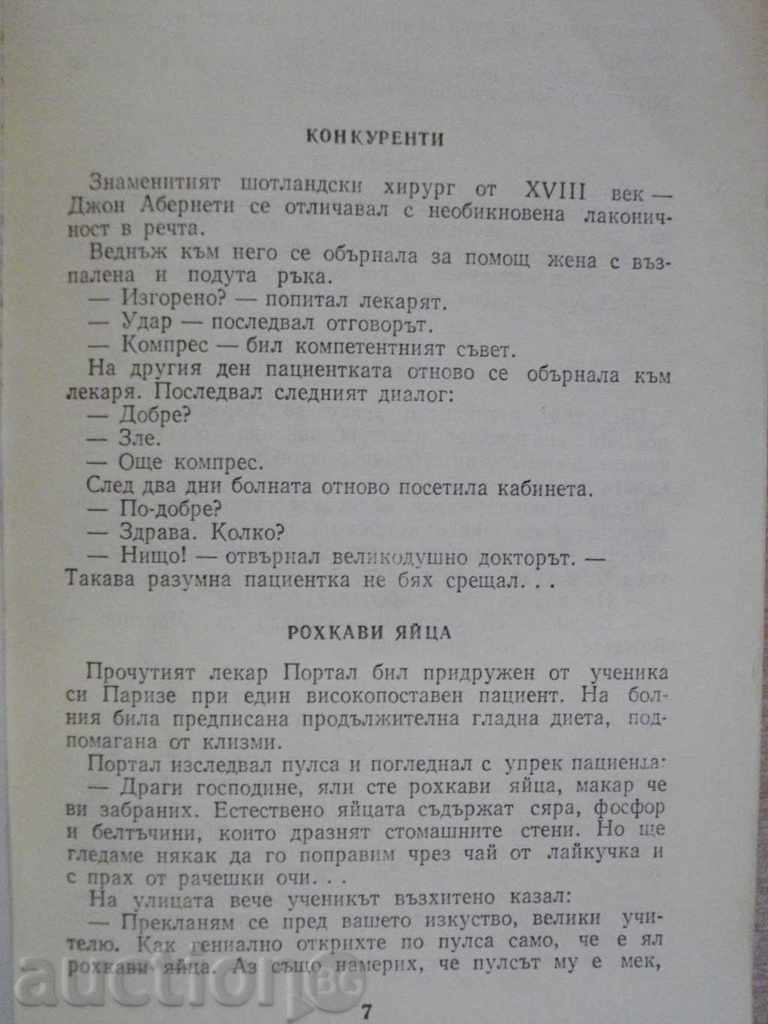 КОНКУРЕНТИ
Знаменитият шотландски хирург от XVIII век —
Джон Абернети се отличавал с необикновена лаконич-
ност в речта.
Веднъж към него се обърнала за помощ жена с въз-
палена и подута ръка.
— Изгорено? — попитал лекарят.
— Удар — последвал отговорът.
— Компрес — бил компетентният съвет.
На другия ден пациентката отново се обърнала към
лекаря. Последвал следният диалог:
— Добре?
— Зле.
— Още компрес.
След два дни болната отново посетила кабинета.
— По-добре?
— Здрава. Колко?
— Нищо! — отвърнал великодушно докторът. —
Такава разумна пациентка не бях срещал. . .
РОХКАВИ ЯЙЦА
Прочутият лекар Портал бил придружен от ученика
си Паризе при един високопоставен пациент. На бол-
ния била предписана продължителна гладна диета, под-
помагана от клизми.
Портал изследвал пулса и погледнал с упрек пациента:
— Драги господине, яли сте рохкави яйца, макар че
ви забраних. Естествено яйцата съдържат сяра, фосфор
и белтъчини, които дразнят стомашните стени. Но ще
гледаме някак да го поправим чрез чай от лайкучка и
с прах от рачешки очи. . .
На улицата вече ученикът възхитено казал:
— Прекланям се пред вашето изкуство, велики учи-
телю. Как гениално открихте по пулса само, че е ял
рохкави яйца. Аз също намерих, че пулсът му е мек,
auction.BG
7